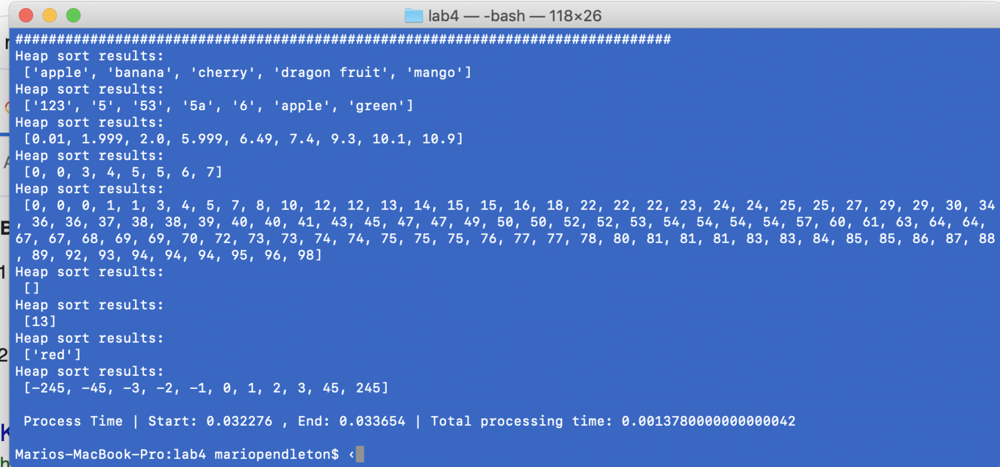 lab4 — -bash — 118×26
###############################################################################
Heap sort results:
['apple', 'banana', 'cherry', 'dragon fruit', 'mango']
Heap sort results:
['123', '5', '53', '5a', '6', 'apple', 'green']
Heap sort results:
[0.01, 1.999, 2.0, 5.999, 6.49, 7.4, 9.3, 10.1, 10.9]
Heap sort results:
[0, 0, 3, 4, 5, 5, 6, 7]
Heap sort results:
[0, 0, 0, 1, 1, 3, 4, 5, 7, 8, 10, 12, 12, 13, 14, 15, 15, 16, 18, 22, 22, 22, 23, 24, 24, 25, 25, 27, 29, 29, 30, 34
, 36, 36, 37, 38, 38, 39, 40, 40, 41, 43, 45, 47, 47, 49, 50, 50, 52, 52, 53, 54, 54, 54, 54, 57, 60, 61, 63, 64, 64,
67, 67, 68, 69, 69, 70, 72, 73, 73, 74, 74, 75, 75, 75, 76, 77, 77, 78, 80, 81, 81, 81, 83, 83, 84, 85, 85, 86, 87, 88
, 89, 92, 93, 94, 94, 94, 95, 96, 98]
Heap sort results:
[]
Heap sort results:
[13]
Heap sort results:
['red']
Heap sort results:
[-245, -45, -3, -2, -1, 0, 1, 2, 3, 45, 245]
Process Time | Start: 0.032276 , End: 0.033654 | Total processing time: 0.0013780000000000042
Marios-MacBook-Pro:lab4 mariopendleton$ ‹